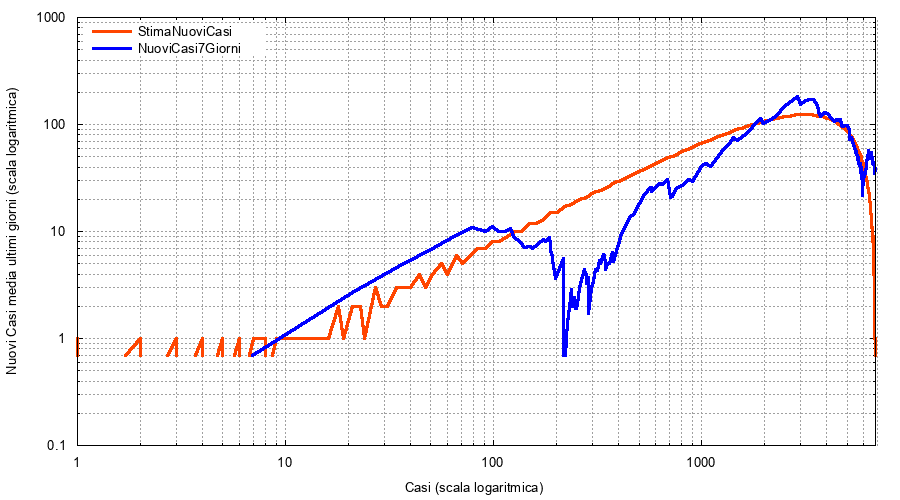 1000
StimaNuoviCasi
NuoviCasi7Giorni
100
10
1
0.1
Nuovi Casi media ultimi giorni (scala logaritmica)
1 10 100 1000
Casi (scala logaritmica)